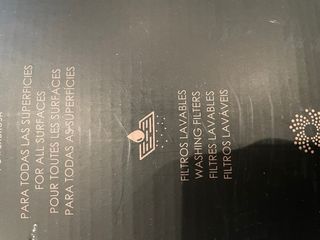 PARA TODAS LAS SUPERFICIES
FOR ALL SURFACES
POUR TOUTES LES SURFACES
PARA TODAS AS SUPERFÍCIES
FILTROS LAVABLES
WASHING FILTERS
FILTRES LAVABLES
FILTROS LAVÁVEIS